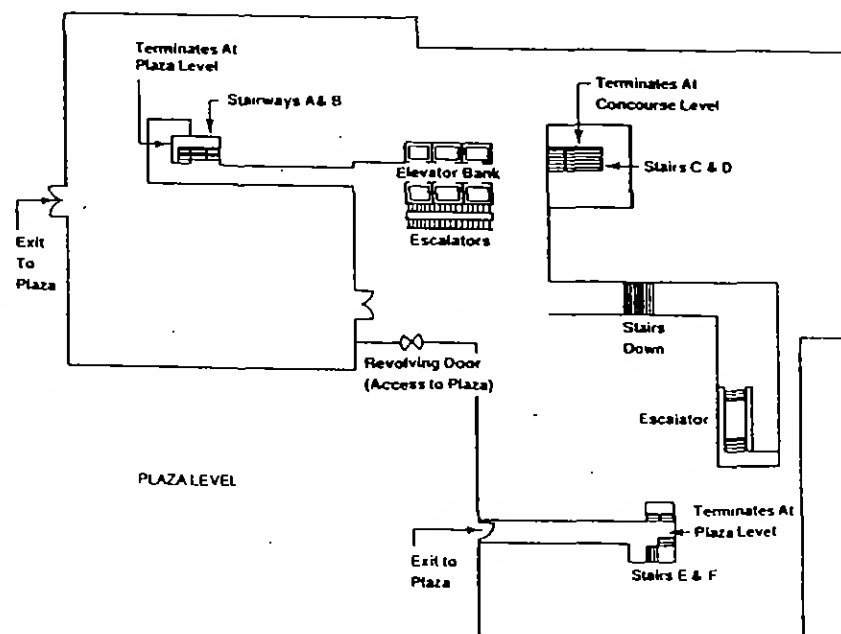 Terminates At
Plaza Level
Stairways A & B
Terminates At
Concourse Level
Elevator Bank
Stairs C & D
Escalators
Exit
To
Plaza
Stairs
Down
Revolving Door
(Access to Plaza)
Escalator
PLAZA LEVEL
Terminates At
Plaza Level
Exit to
Plaza
Stairs E & F